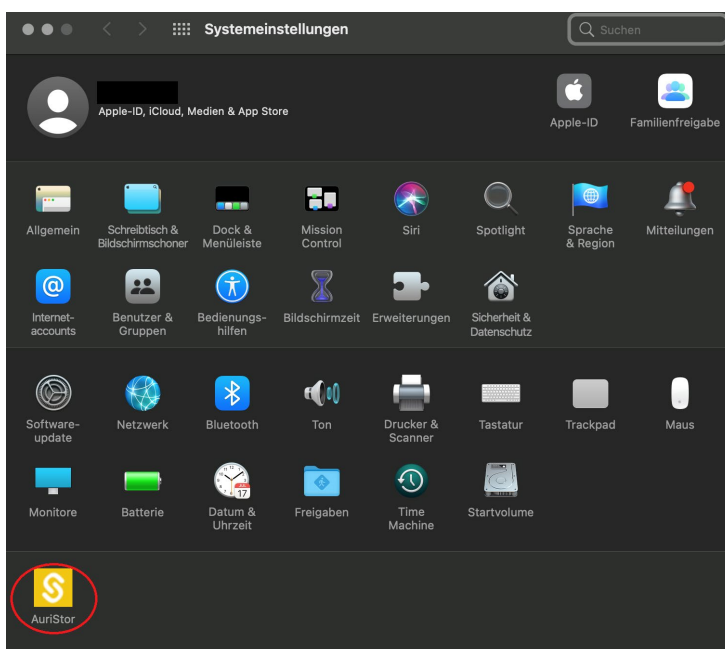 Systemeinstellungen
Suchen
Apple-ID, iCloud, Medien & App Store
Apple-ID
Familienfreigabe
Allgemein
Schreibtisch &
Bildschirmschoner
Dock &
Menüleiste
Mission
Control
Siri
Spotlight
Sprache
& Region
Mitteilungen
Internet-
accounts
Benutzer &
Gruppen
Bedienungs-
hilfen
Bildschirmzeit
Erweiterungen
Sicherheit &
Datenschutz
Software-
update
Netzwerk
Bluetooth
Ton
Drucker &
Scanner
Tastatur
Trackpad
Maus
Monitore
Batterie
17
Datum &
Uhrzeit
Freigaben
Time
Machine
Startvolume
AuriStor